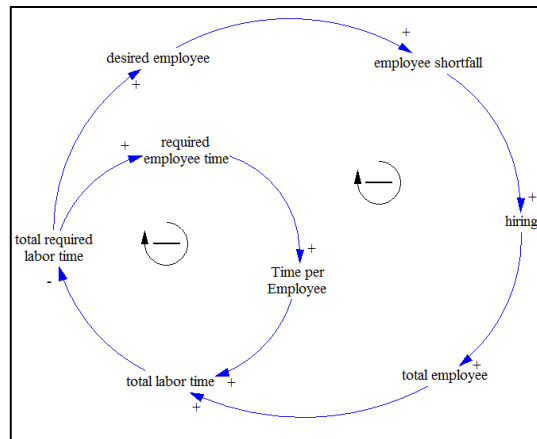 +
desired employee
employee shortfall
+
+
required
employee time
+
hiring
total required
labor time
+
Time per
Employee
-
+
total employee
total labor time
+
+